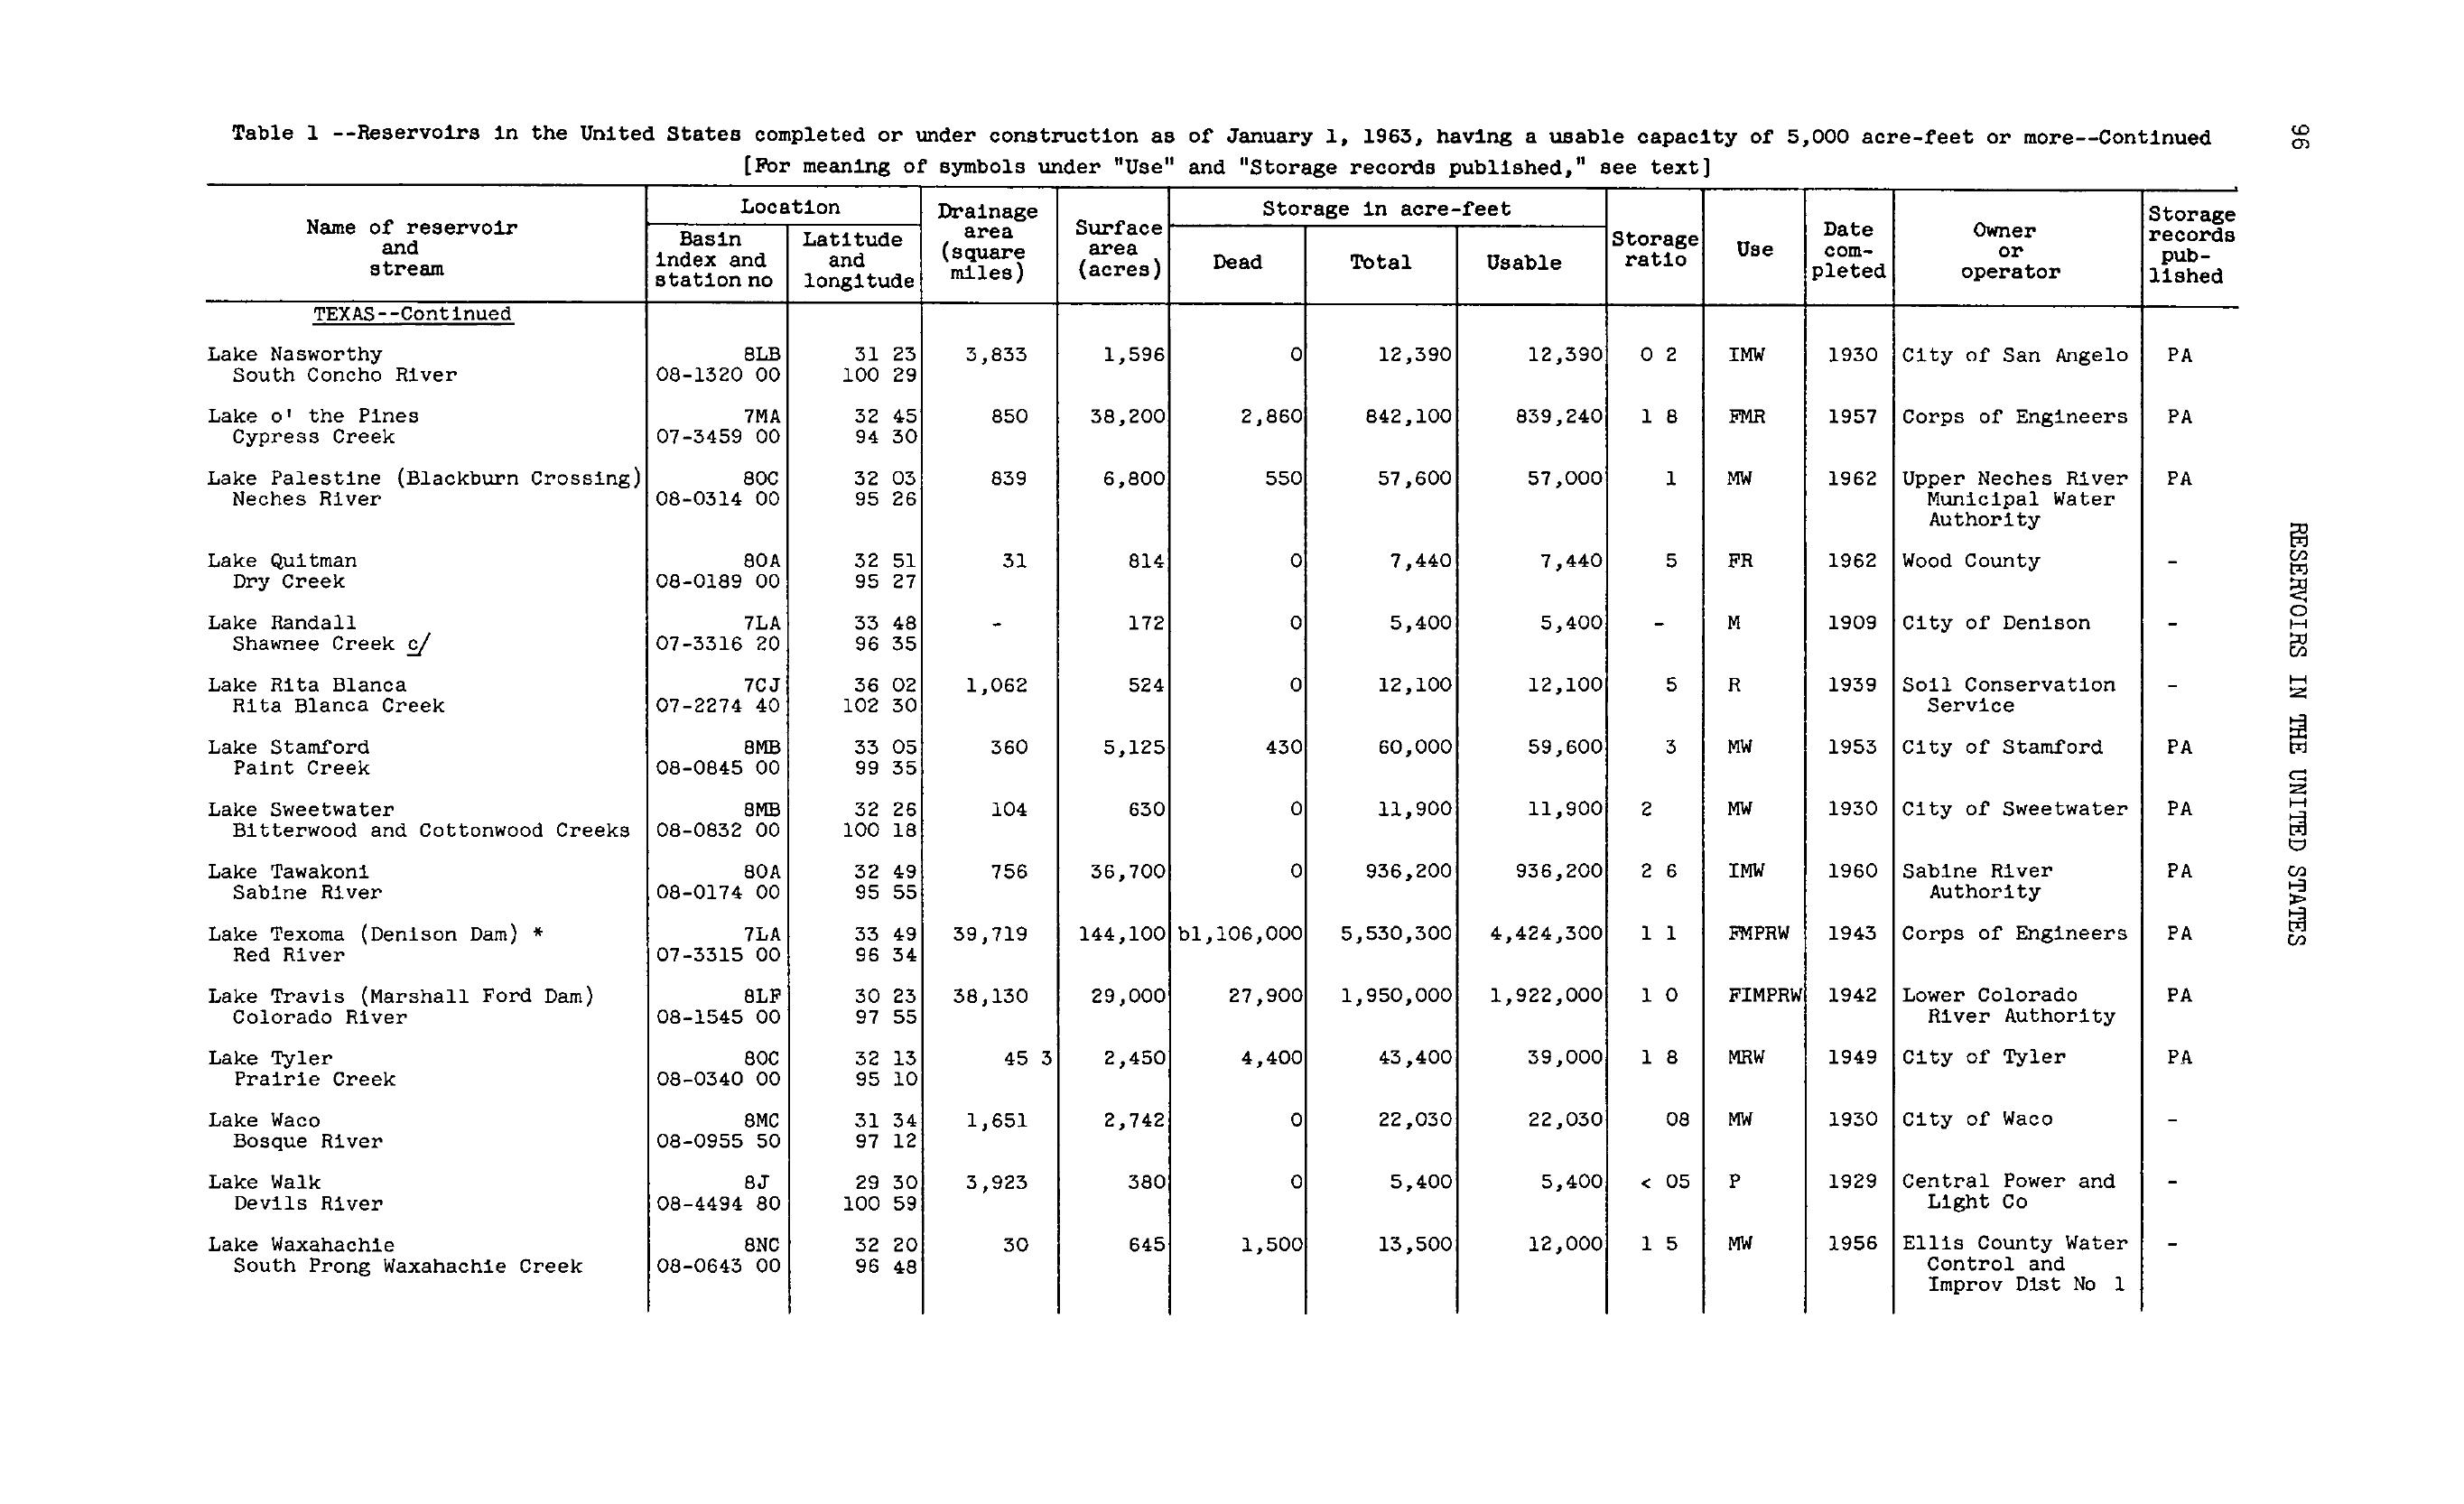 Table 1 --Reservoirs in the United States completed or under construction as of January 1, 1963, having a usable capacity of 5,000 acre-feet or more--Continued
[For meaning of symbols under "Use" and "Storage records published," see text]
96
Name of reservoir and stream | Location: Basin index and station no | Location: Latitude and longitude | Drainage area (square miles) | Surface area (acres) | Storage in acre-feet: Dead | Total | Usable | Storage ratio | Use | Date com-pleted | Owner or operator | Storage records pub-lished
TEXAS--Continued
Lake Nasworthy 8LB 31 23 3,833 1,596 0 12,390 12,390 0 2 IMW 1930 City of San Angelo PA
South Concho River 08-1320 00 100 29
Lake o' the Pines 7MA 32 45 850 38,200 2,860 842,100 839,240 1 8 FMR 1957 Corps of Engineers PA
Cypress Creek 07-3459 00 94 30
Lake Palestine (Blackburn Crossing) 8OC 32 03 839 6,800 550 57,600 57,000 1 MW 1962 Upper Neches River PA
Neches River 08-0314 00 95 26 Municipal Water
Authority
Lake Quitman 8OA 32 51 31 814 0 7,440 7,440 5 FR 1962 Wood County -
Dry Creek 08-0189 00 95 27
Lake Randall 7LA 33 48 - 172 0 5,400 5,400 - M 1909 City of Denison -
Shawnee Creek c/ 07-3316 20 96 35
Lake Rita Blanca 7CJ 36 02 1,062 524 0 12,100 12,100 5 R 1939 Soil Conservation -
Rita Blanca Creek 07-2274 40 102 30 Service
Lake Stamford 8MB 33 05 360 5,125 430 60,000 59,600 3 MW 1953 City of Stamford PA
Paint Creek 08-0845 00 99 35
Lake Sweetwater 8MB 32 26 104 630 0 11,900 11,900 2 MW 1930 City of Sweetwater PA
Bitterwood and Cottonwood Creeks 08-0832 00 100 18
Lake Tawakoni 8OA 32 49 756 36,700 0 936,200 936,200 2 6 IMW 1960 Sabine River PA
Sabine River 08-0174 00 95 55 Authority
Lake Texoma (Denison Dam) * 7LA 33 49 39,719 144,100 b1,106,000 5,530,300 4,424,300 1 1 FMPRW 1943 Corps of Engineers PA
Red River 07-3315 00 96 34
Lake Travis (Marshall Ford Dam) 8LF 30 23 38,130 29,000 27,900 1,950,000 1,922,000 1 0 FIMPRW 1942 Lower Colorado PA
Colorado River 08-1545 00 97 55 River Authority
Lake Tyler 8OC 32 13 45 3 2,450 4,400 43,400 39,000 1 8 MRW 1949 City of Tyler PA
Prairie Creek 08-0340 00 95 10
Lake Waco 8MC 31 34 1,651 2,742 0 22,030 22,030 08 MW 1930 City of Waco -
Bosque River 08-0955 50 97 12
Lake Walk 8J 29 30 3,923 380 0 5,400 5,400 < 05 P 1929 Central Power and -
Devils River 08-4494 80 100 59 Light Co
Lake Waxahachie 8NC 32 20 30 645 1,500 13,500 12,000 1 5 MW 1956 Ellis County Water -
South Prong Waxahachie Creek 08-0643 00 96 48 Control and
Improv Dist No 1
RESERVOIRS IN THE UNITED STATES